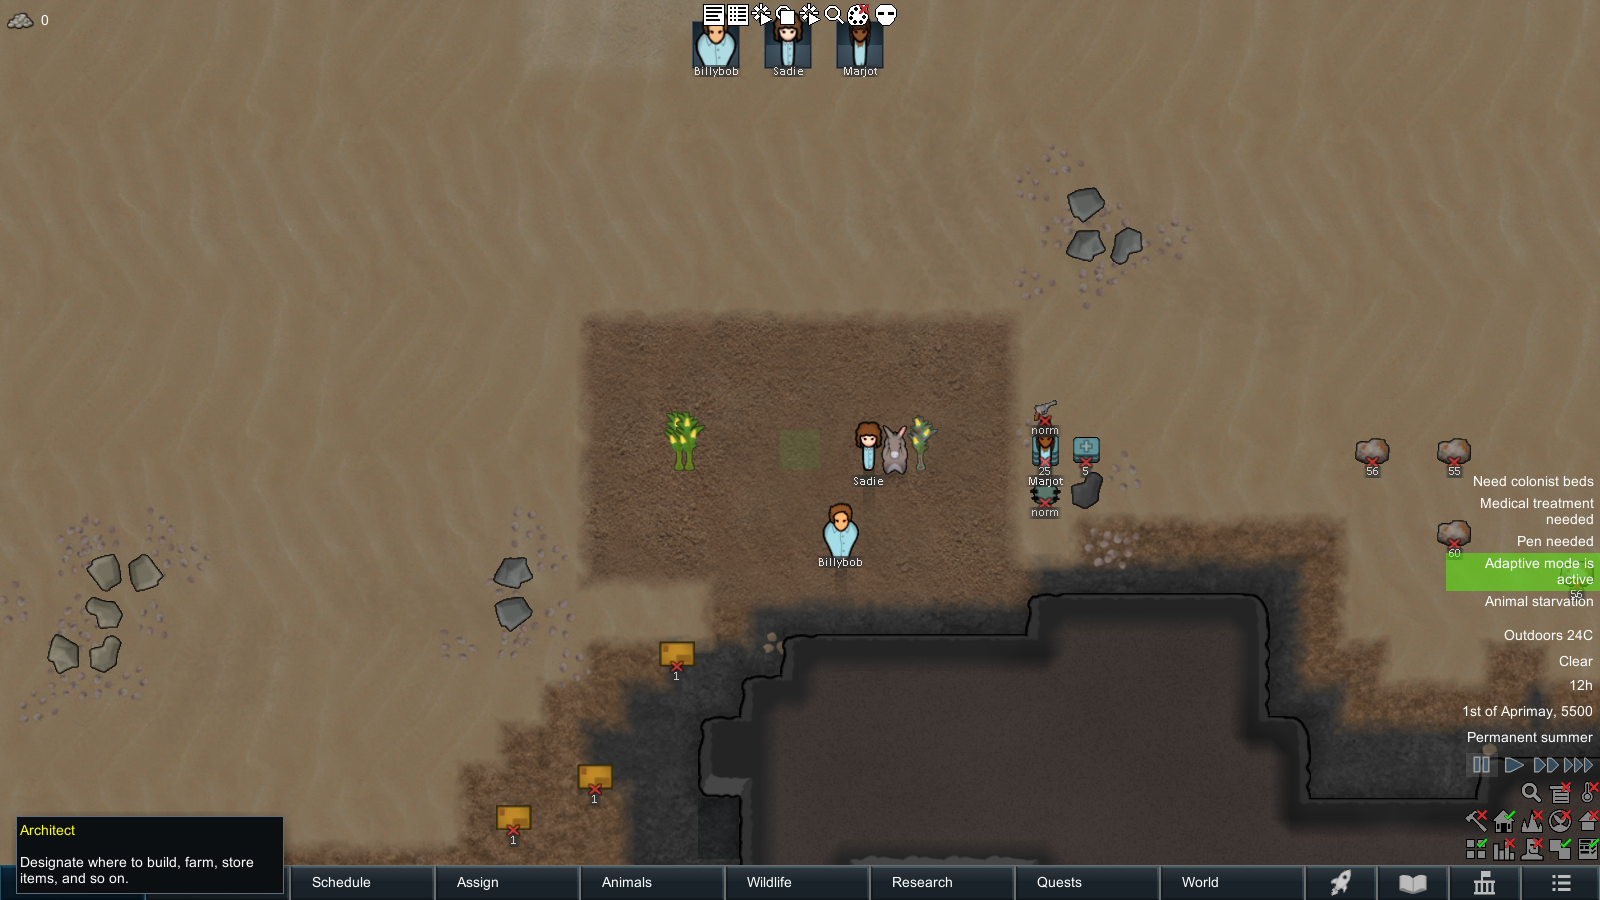 0
Billybob
Sadie
Marjot
norm
25
5
Marjot
norm
Sadie
Billybob
56
55
60
56
1
1
1
Need colonist beds
Medical treatment
needed
Pen needed
Adaptive mode is
active
Animal starvation
Outdoors 24C
Clear
12h
1st of Aprimay, 5500
Permanent summer
Architect
Designate where to build, farm, store
items, and so on.
Schedule
Assign
Animals
Wildlife
Research
Quests
World